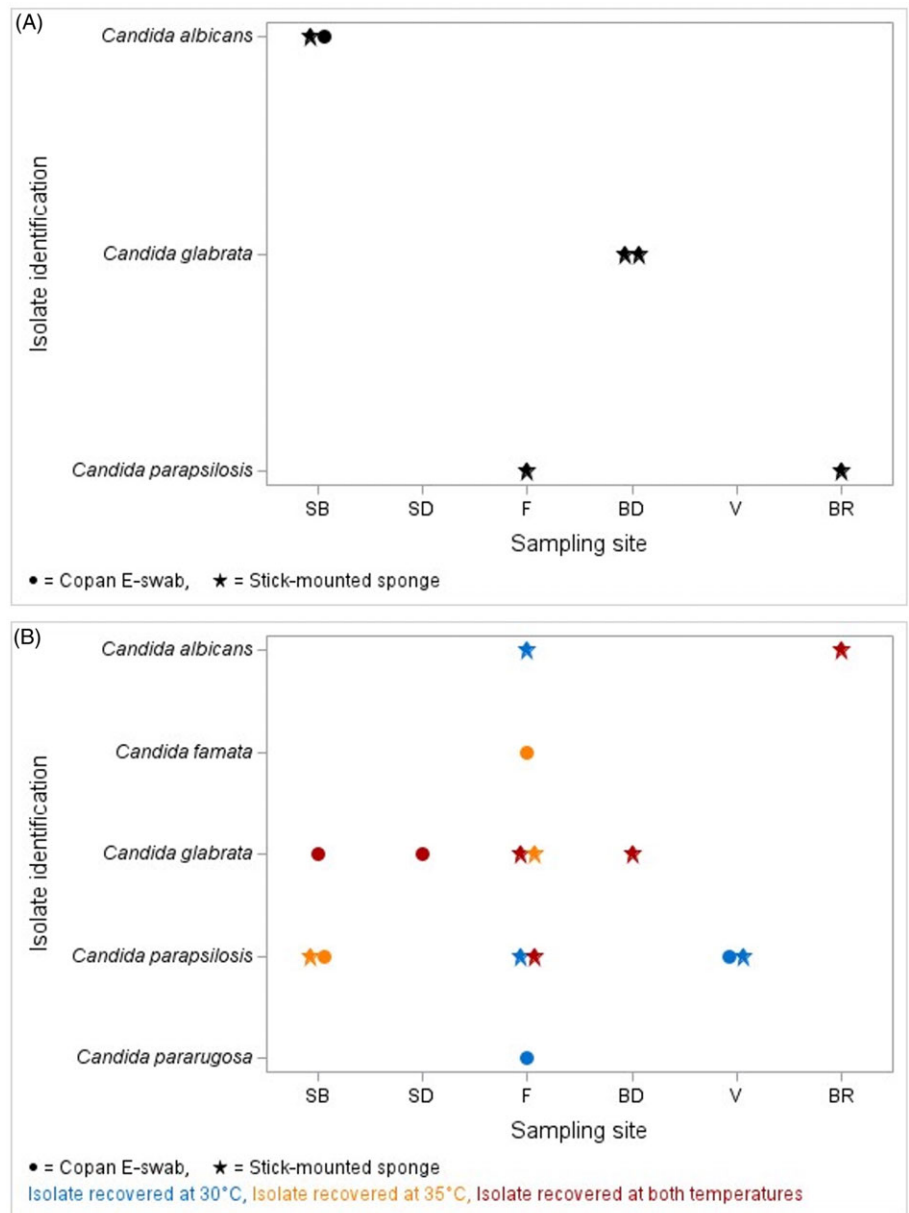 (A)
Candida albicans
Candida glabrata
Candida parapsilosis
Isolate identification
SB SD F BD V BR
Sampling site
● = Copan E-swab, ★ = Stick-mounted sponge
(B)
Candida albicans
Candida famata
Candida glabrata
Candida parapsilosis
Candida pararugosa
Isolate identification
SB SD F BD V BR
Sampling site
● = Copan E-swab, ★ = Stick-mounted sponge
Isolate recovered at 30°C, Isolate recovered at 35°C, Isolate recovered at both temperatures